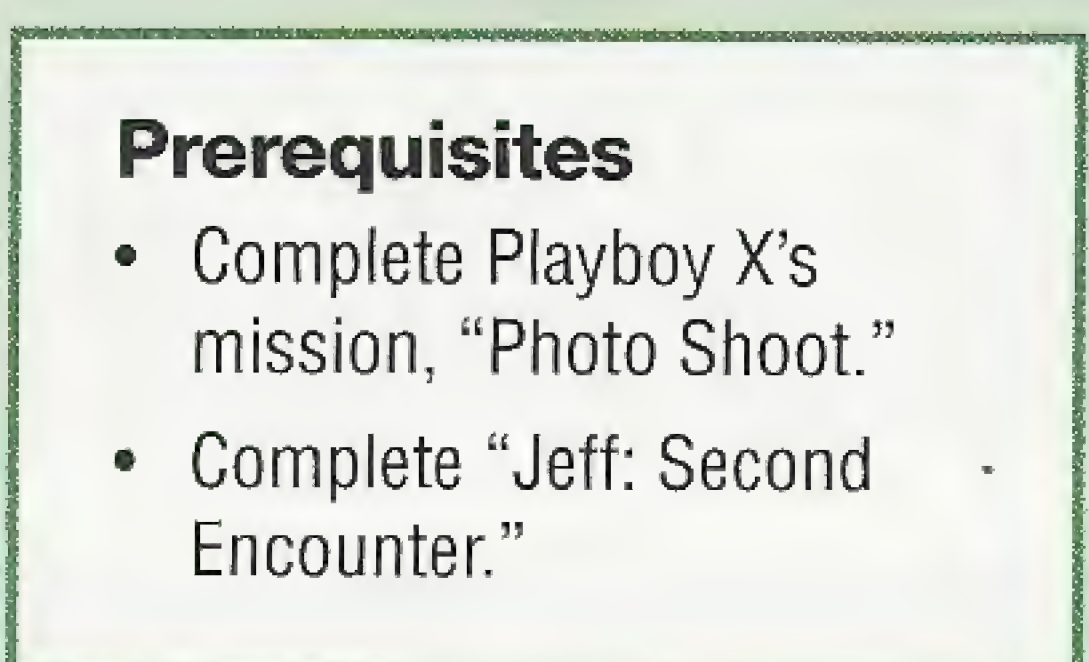 Prerequisites
• Complete Playboy X’s
mission, “Photo Shoot.”
• Complete “Jeff: Second
Encounter.”